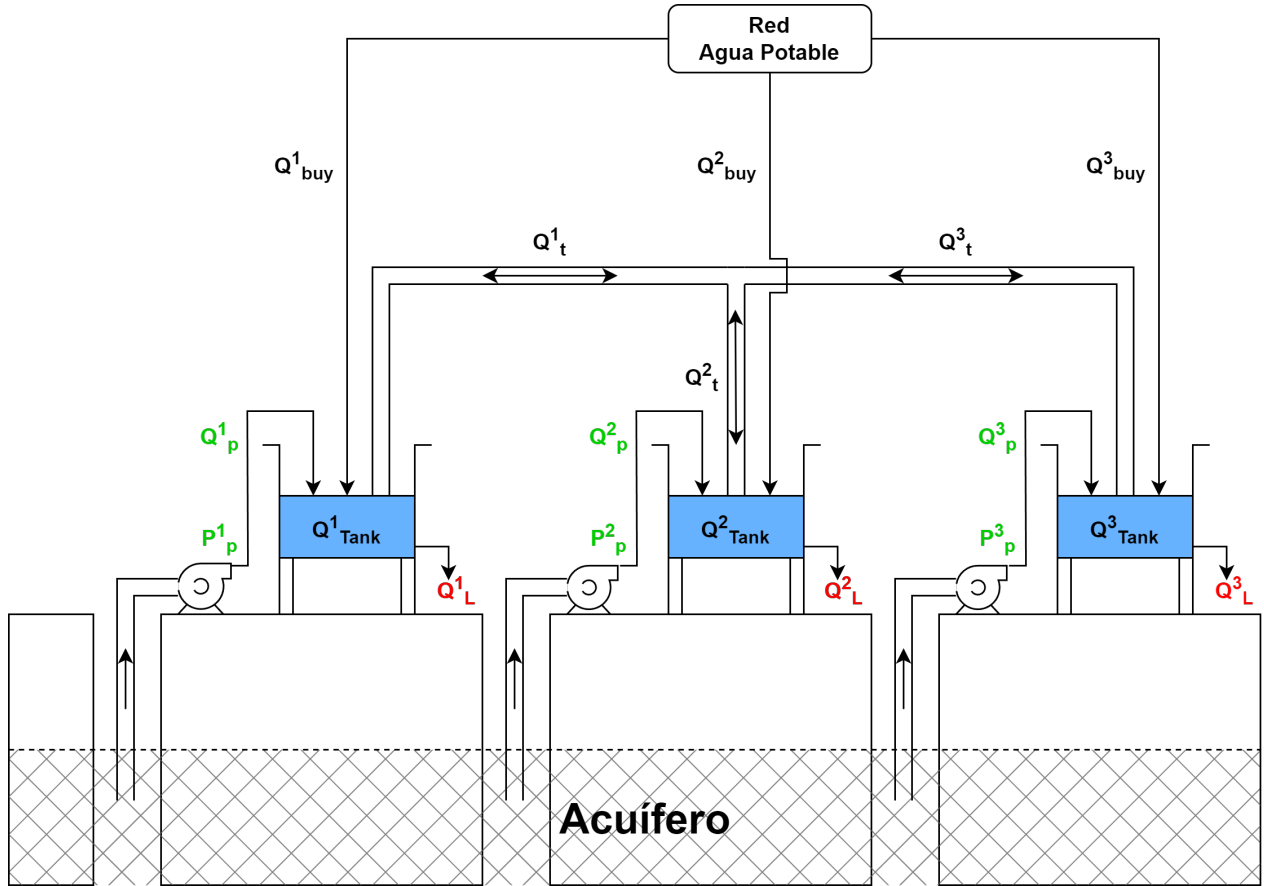 Red
Agua Potable
Q¹buy
Q²buy
Q³buy
Q¹t
Q³t
Q²t
Q¹p
Q²p
Q³p
P¹p
Q¹Tank
P²p
Q²Tank
P³p
Q³Tank
Q¹L
Q²L
Q³L
Acuífero